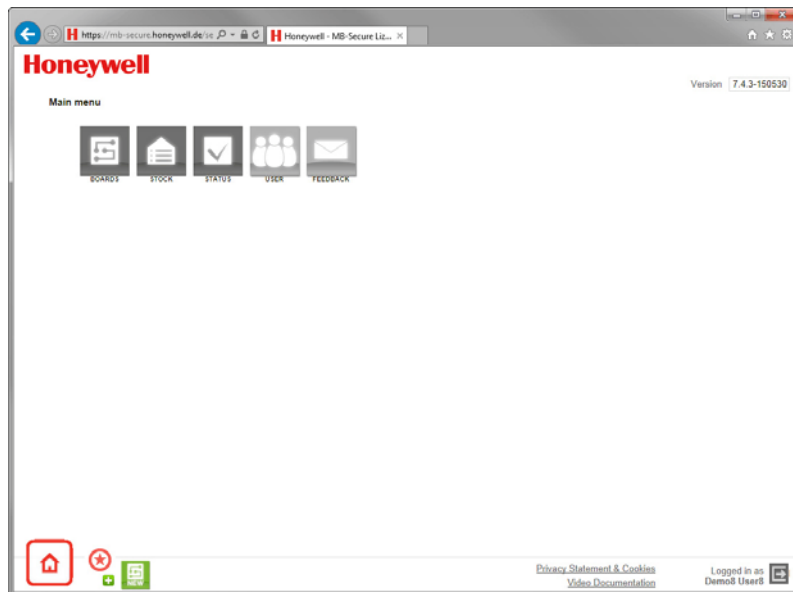 https://mb-secure.honeywell.de/se
Honeywell - MB-Secure Liz...
Honeywell
Version 7.4.3-150530
Main menu
BOARDS STOCK STATUS USER FEEDBACK
NEW
Privacy Statement & Cookies
Video Documentation
Logged in as
Demo8 User8